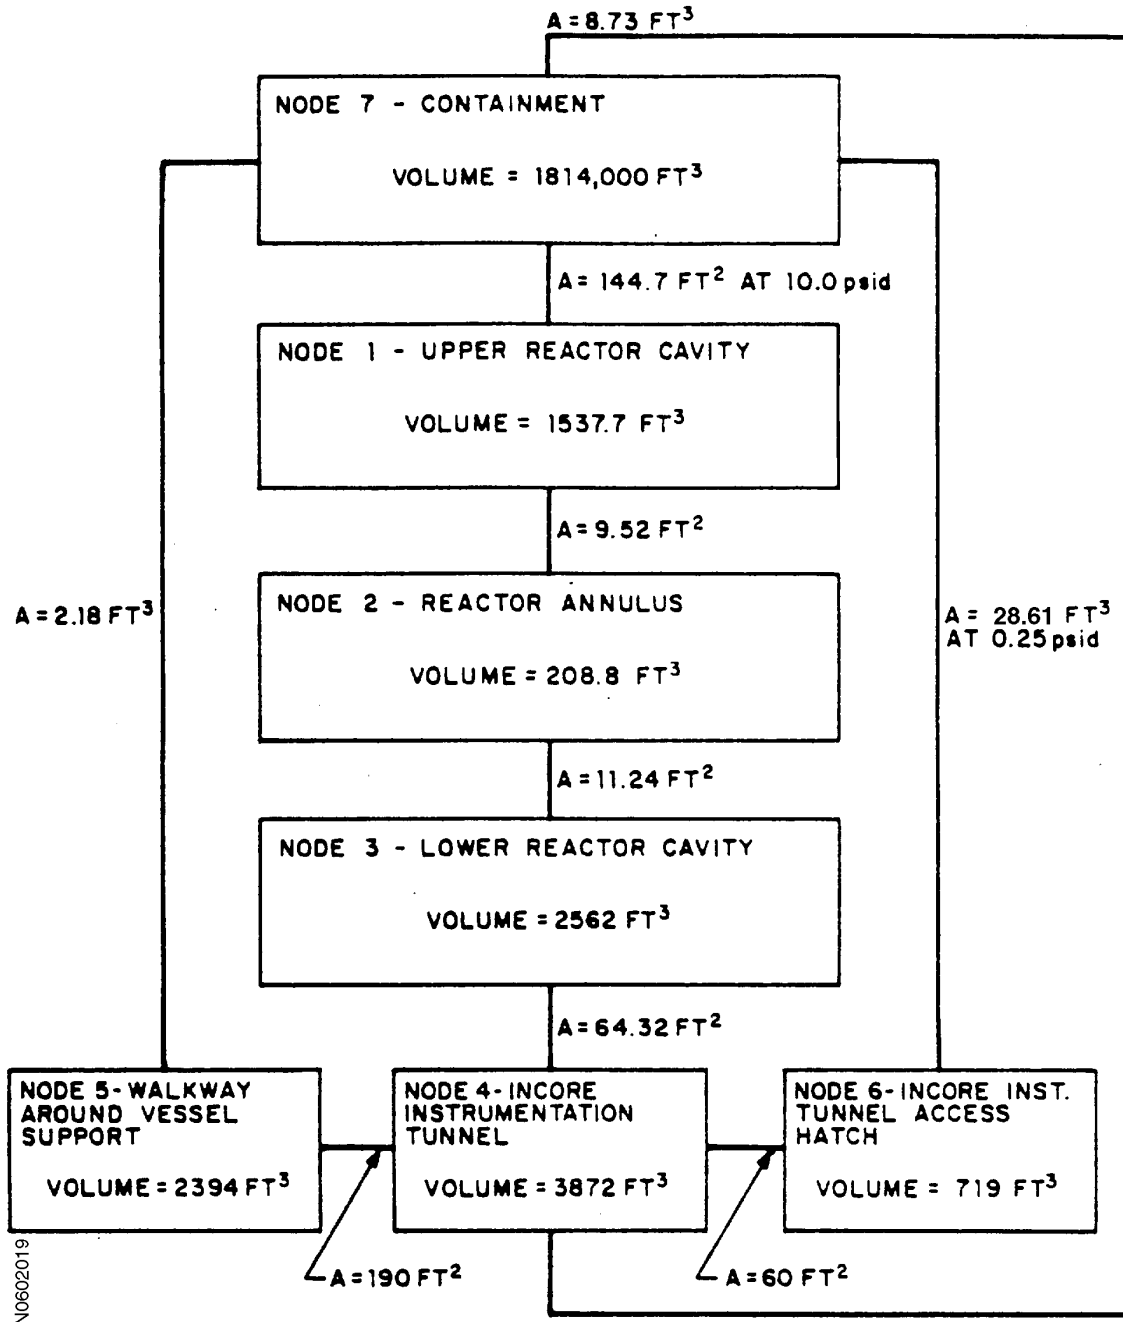 A = 8.73 FT³
NODE 7 - CONTAINMENT
VOLUME = 1814,000 FT³
A = 144.7 FT² AT 10.0 psid
NODE 1 - UPPER REACTOR CAVITY
VOLUME = 1537.7 FT³
A = 9.52 FT²
NODE 2 - REACTOR ANNULUS
VOLUME = 208.8 FT³
A = 2.18 FT³
A = 28.61 FT³
AT 0.25 psid
A = 11.24 FT²
NODE 3 - LOWER REACTOR CAVITY
VOLUME = 2562 FT³
A = 64.32 FT²
NODE 5 - WALKWAY
AROUND VESSEL
SUPPORT
VOLUME = 2394 FT³
NODE 4 - INCORE
INSTRUMENTATION
TUNNEL
VOLUME = 3872 FT³
NODE 6 - INCORE INST.
TUNNEL ACCESS
HATCH
VOLUME = 719 FT³
A = 190 FT²
A = 60 FT²
N0602019